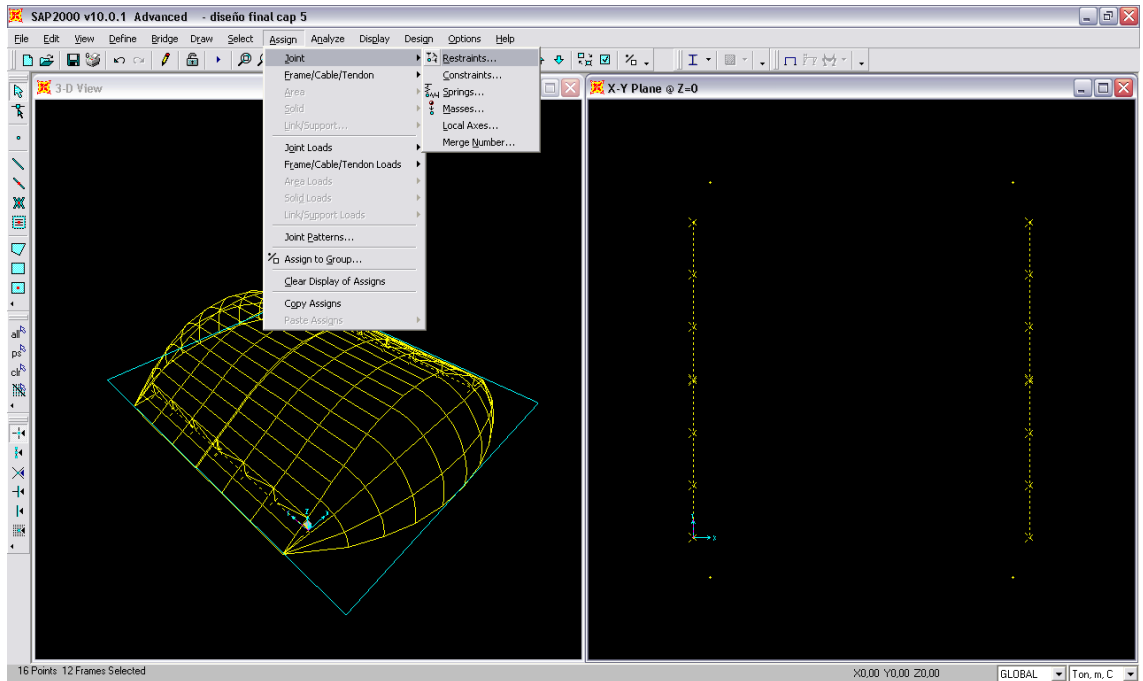 SAP2000 v10.0.1 Advanced - diseño final cap 5
File Edit View Define Bridge Draw Select Assign Analyze Display Design Options Help
3-D View
X-Y Plane @ Z=0
Joint
Frame/Cable/Tendon
Area
Solid
Link/Support...
Joint Loads
Frame/Cable/Tendon Loads
Area Loads
Solid Loads
Link/Support Loads
Joint Patterns...
Assign to Group...
Clear Display of Assigns
Copy Assigns
Paste Assigns
Restraints...
Constraints...
Springs...
Masses...
Local Axes...
Merge Number...
all
ps
clr
Z
X
16 Points 12 Frames Selected
X0,00 Y0,00 Z0,00
GLOBAL
Ton, m, C